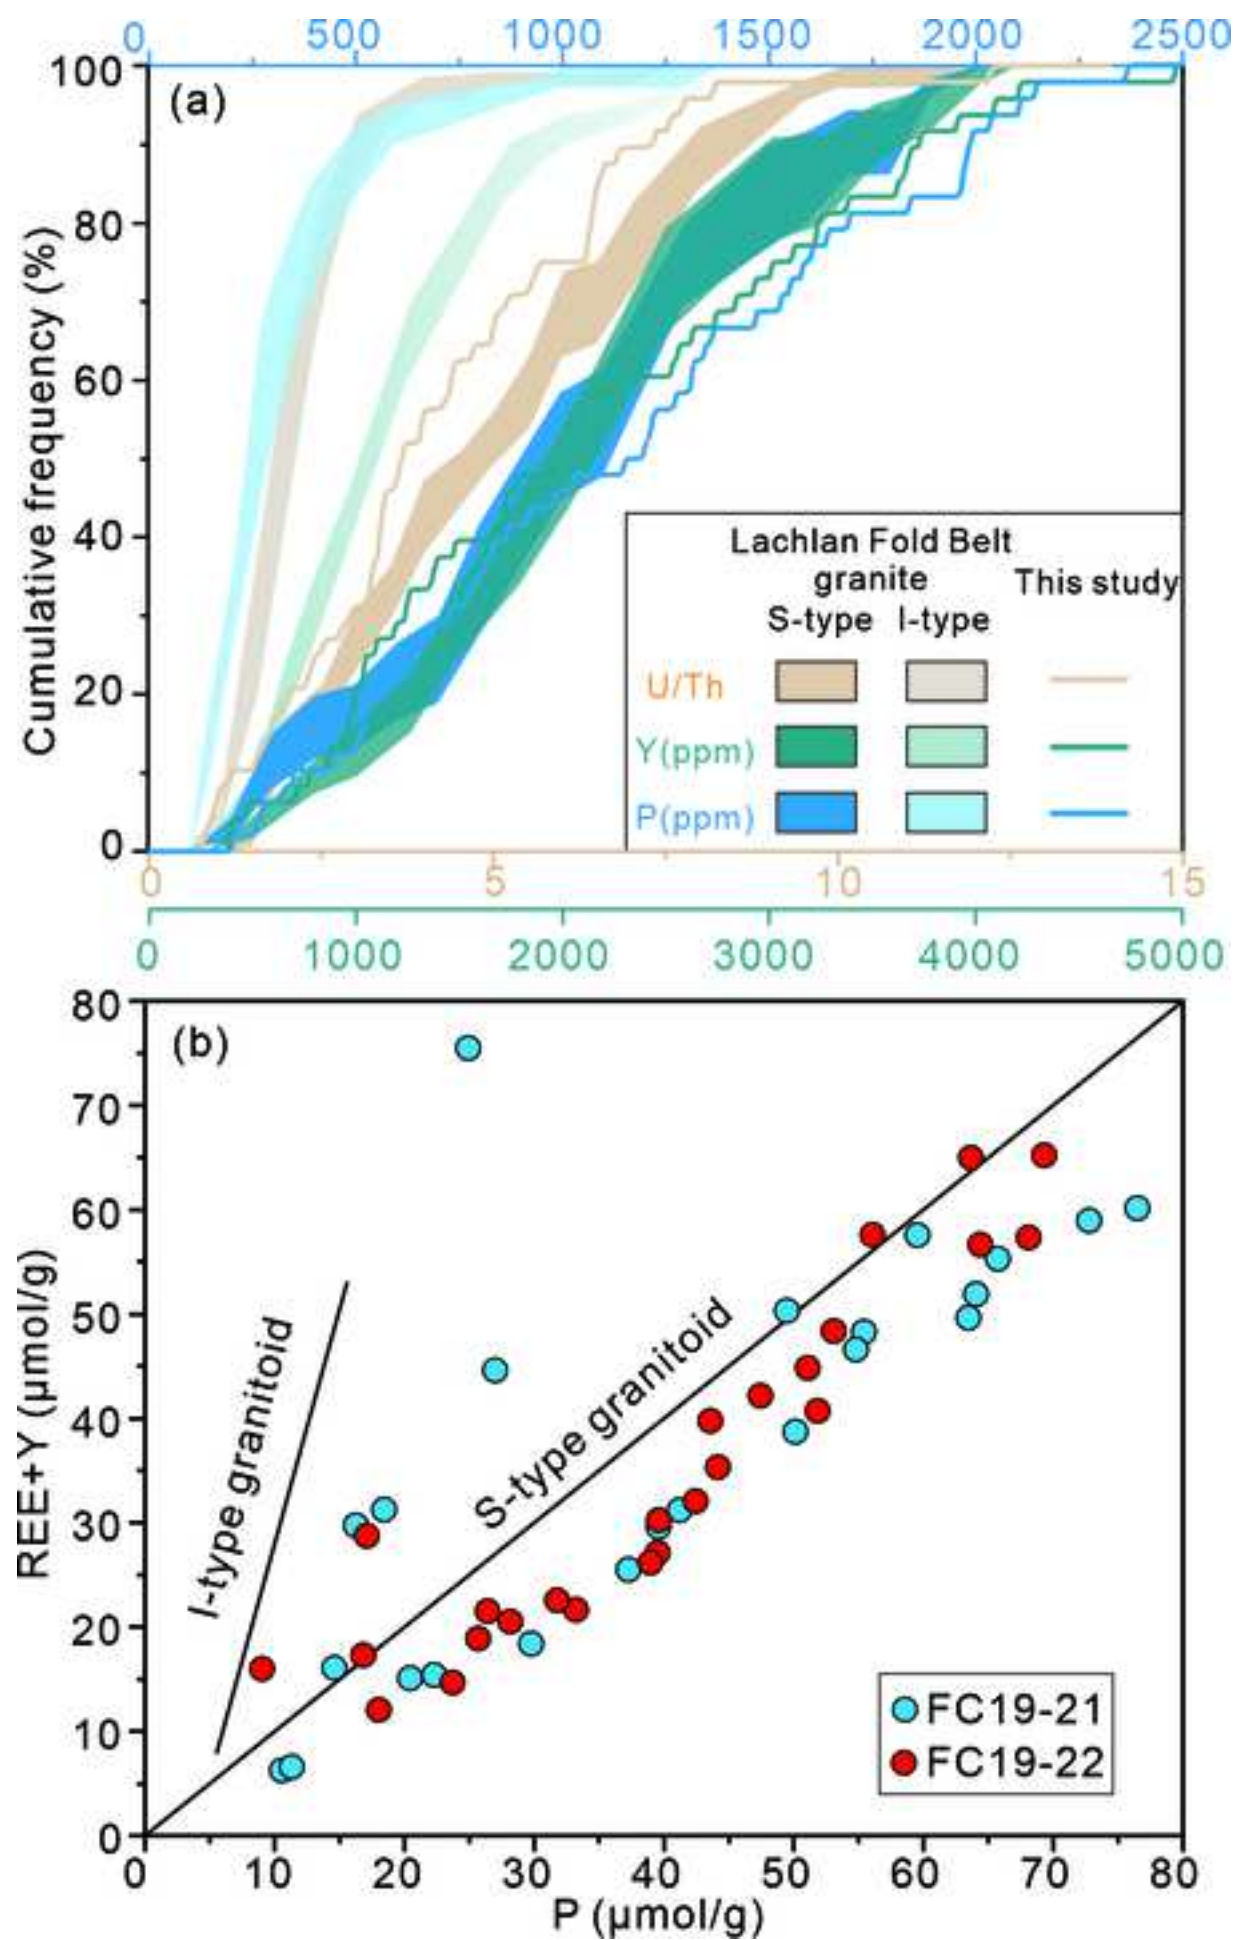 0 500 1000 1500 2000 2500
(a)
100
80
60
40
20
0
Cumulative frequency (%)
Lachlan Fold Belt
granite
This study
S-type I-type
U/Th
Y(ppm)
P(ppm)
0 5 10 15
0 1000 2000 3000 4000 5000
(b)
80
70
60
50
40
30
20
10
0
REE+Y (μmol/g)
I-type granitoid
S-type granitoid
FC19-21
FC19-22
0 10 20 30 40 50 60 70 80
P (μmol/g)